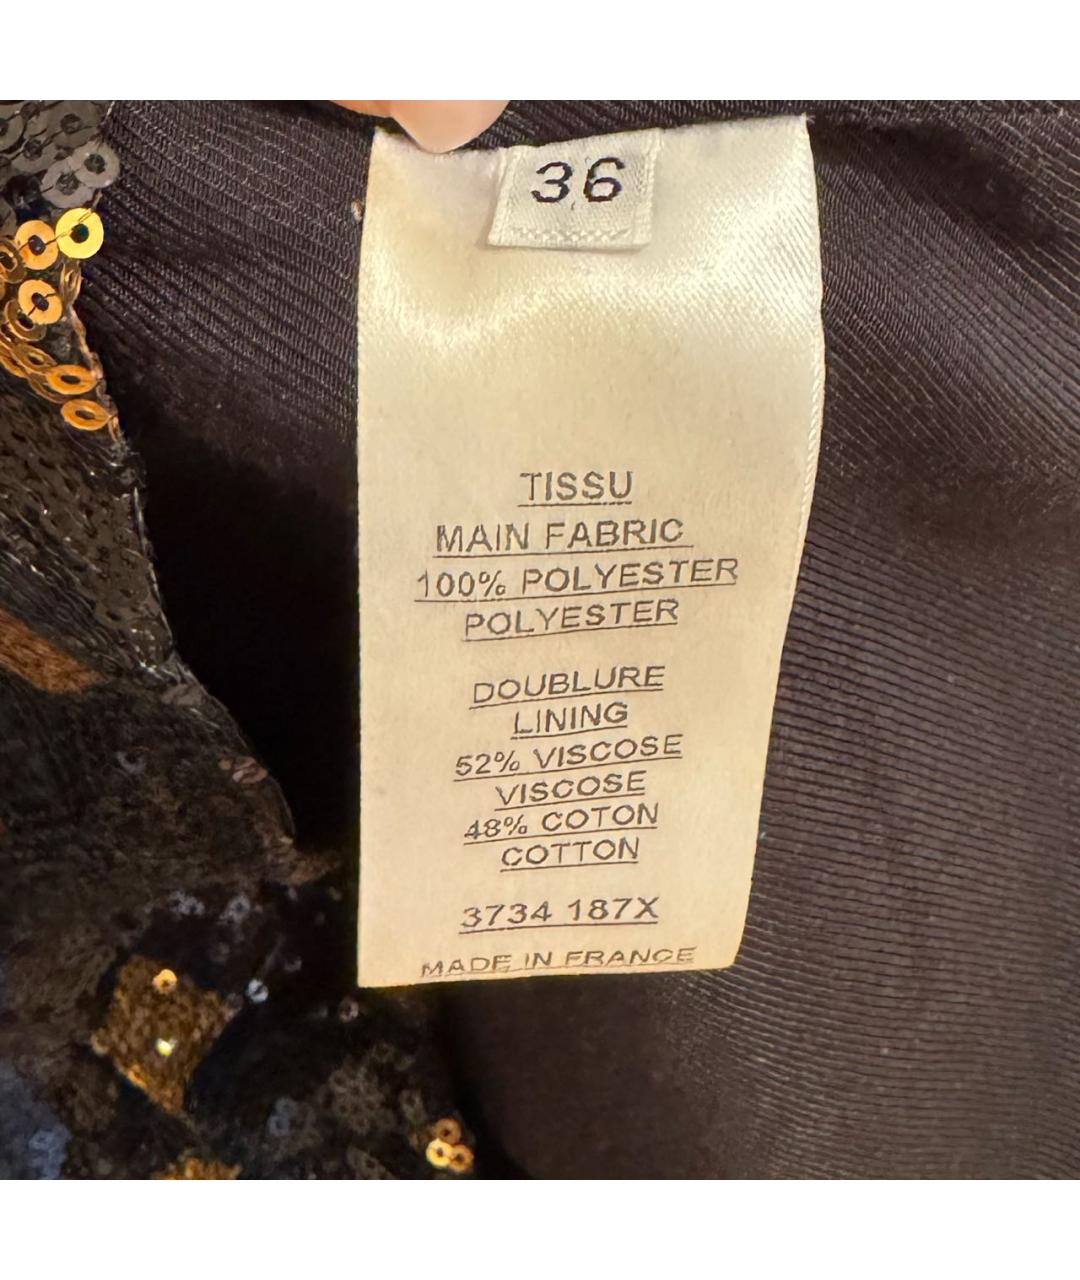 36
TISSU
MAIN FABRIC
100% POLYESTER
POLYESTER
DOUBLURE
LINING
52% VISCOSE
VISCOSE
48% COTON
COTTON
3734 187X
MADE IN FRANCE